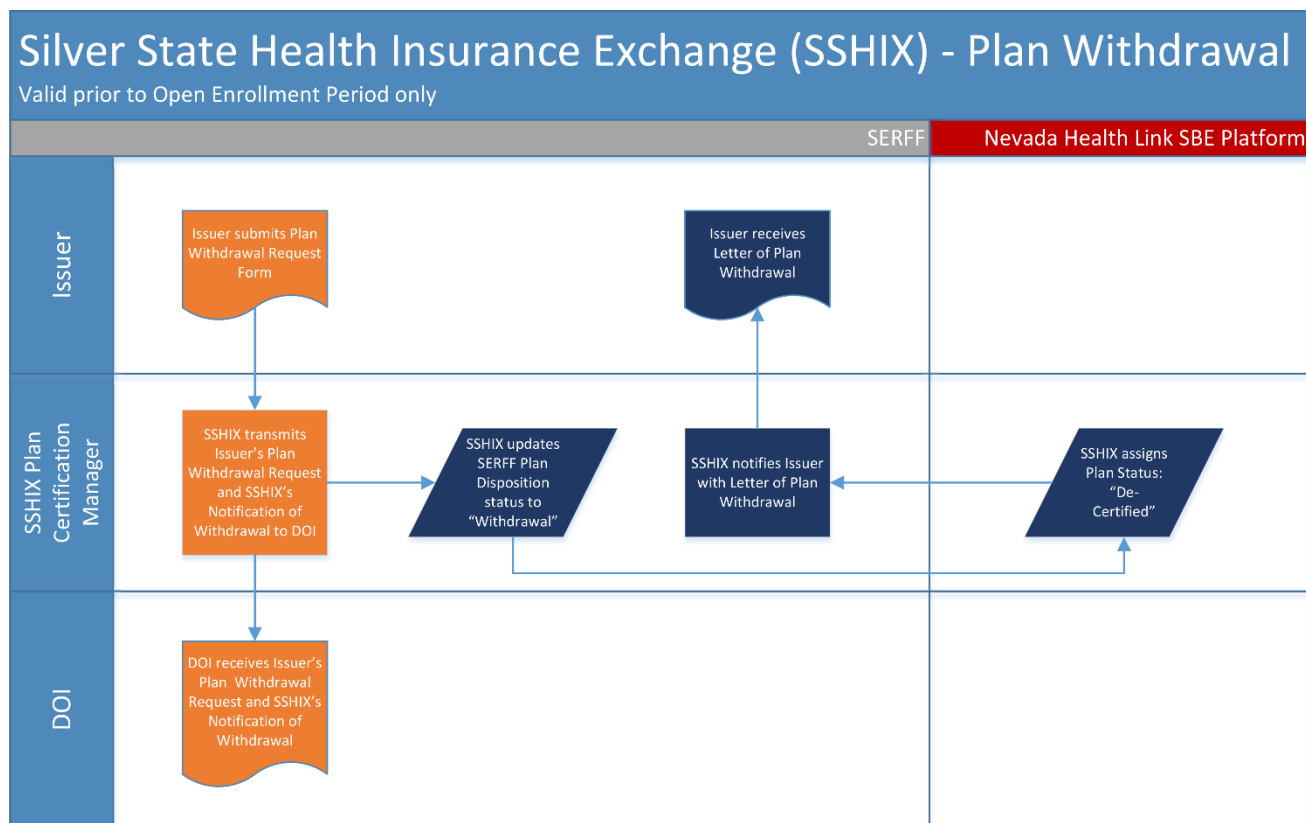 Silver State Health Insurance Exchange (SSHIX) - Plan Withdrawal
Valid prior to Open Enrollment Period only
SERFF
Nevada Health Link SBE Platform
Issuer
Issuer submits Plan
Withdrawal Request
Form
Issuer receives
Letter of Plan
Withdrawal
SSHIX Plan
Certification
Manager
SSHIX transmits
Issuer's Plan
Withdrawal Request
and SSHIX's
Notification of
Withdrawal to DOI
SSHIX updates
SERFF Plan
Disposition
status to
“Withdrawal”
SSHIX notifies Issuer
with Letter of Plan
Withdrawal
SSHIX assigns
Plan Status:
“De-
Certified”
DOI
DOI receives Issuer's
Plan Withdrawal
Request and SSHIX's
Notification of
Withdrawal